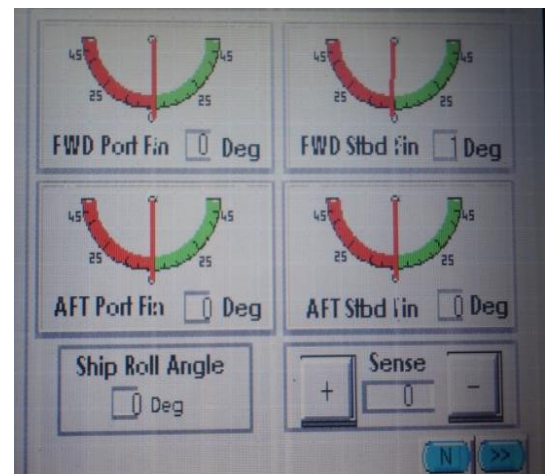 45 45
25 25
FWD Port Fin 0 Deg
45 45
25 25
FWD Stbd Fin 1 Deg
45 45
25 25
AFT Port Fin 0 Deg
45 45
25 25
AFT Stbd Fin 0 Deg
Ship Roll Angle
0 Deg
Sense
+ 0 -
N >>